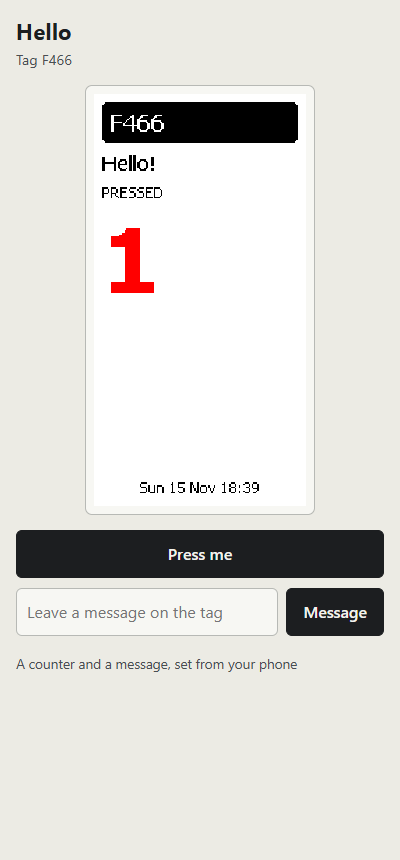 Hello
Tag F466
F466
Hello!
PRESSED
1
Sun 15 Nov 18:39
Press me
Leave a message on the tag
Message
A counter and a message, set from your phone